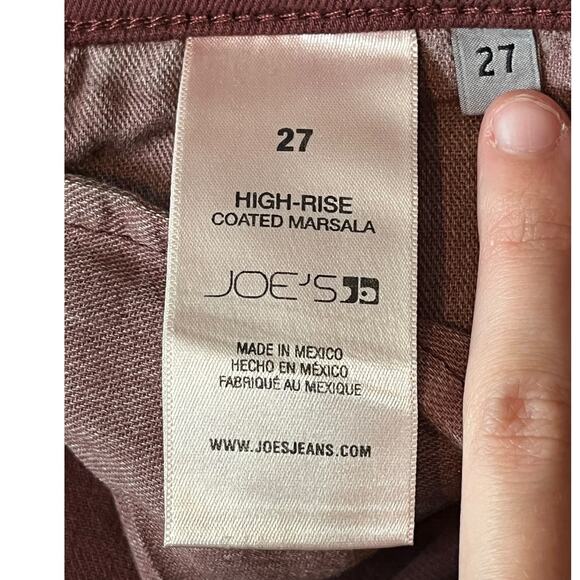 27
27
HIGH-RISE
COATED MARSALA
JOE'S
MADE IN MEXICO
HECHO EN MÉXICO
FABRIQUÉ AU MEXIQUE
WWW.JOESJEANS.COM